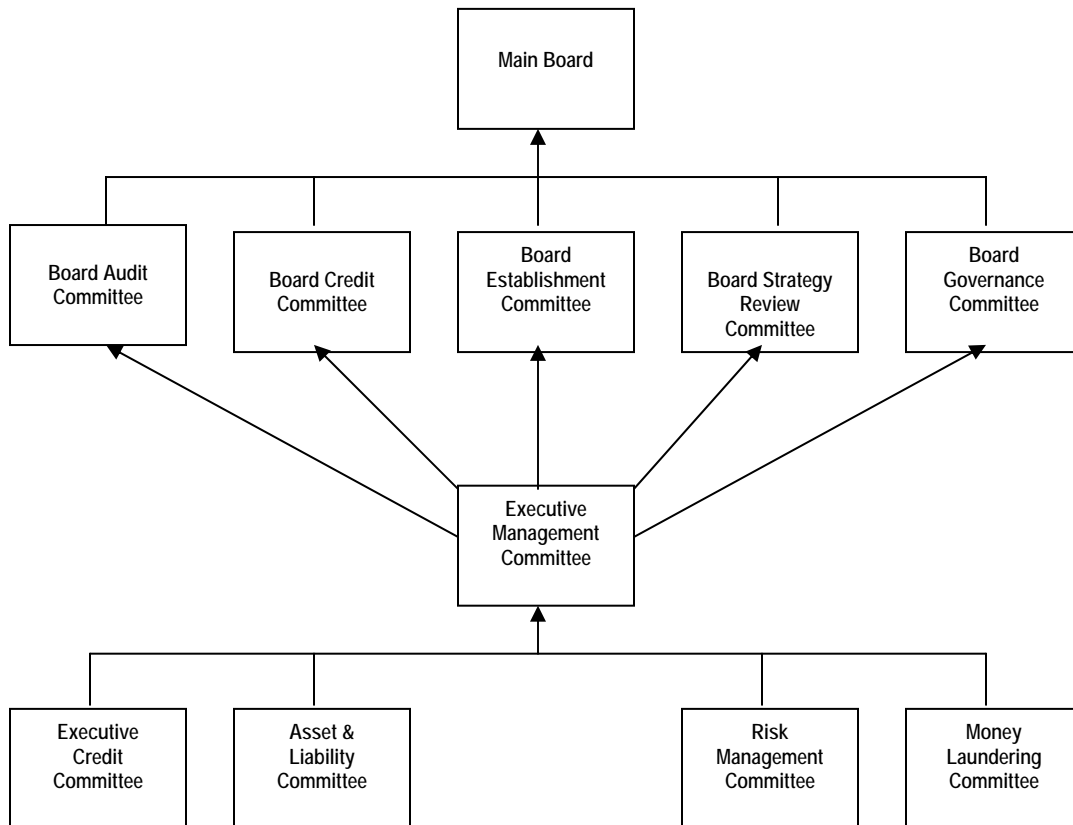 Main Board
Board Audit
Committee
Board Credit
Committee
Board
Establishment
Committee
Board Strategy
Review
Committee
Board
Governance
Committee
Executive
Management
Committee
Executive
Credit
Committee
Asset &
Liability
Committee
Risk
Management
Committee
Money
Laundering
Committee